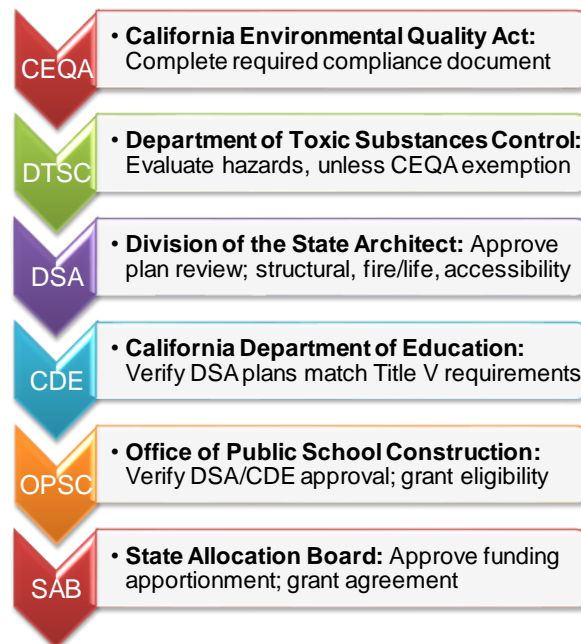 CEQA
• California Environmental Quality Act:
Complete required compliance document
DTSC
• Department of Toxic Substances Control:
Evaluate hazards, unless CEQA exemption
DSA
• Division of the State Architect: Approve
plan review; structural, fire/life, accessibility
CDE
• California Department of Education:
Verify DSA plans match Title V requirements
OPSC
• Office of Public School Construction:
Verify DSA/CDE approval; grant eligibility
SAB
• State Allocation Board: Approve funding
apportionment; grant agreement